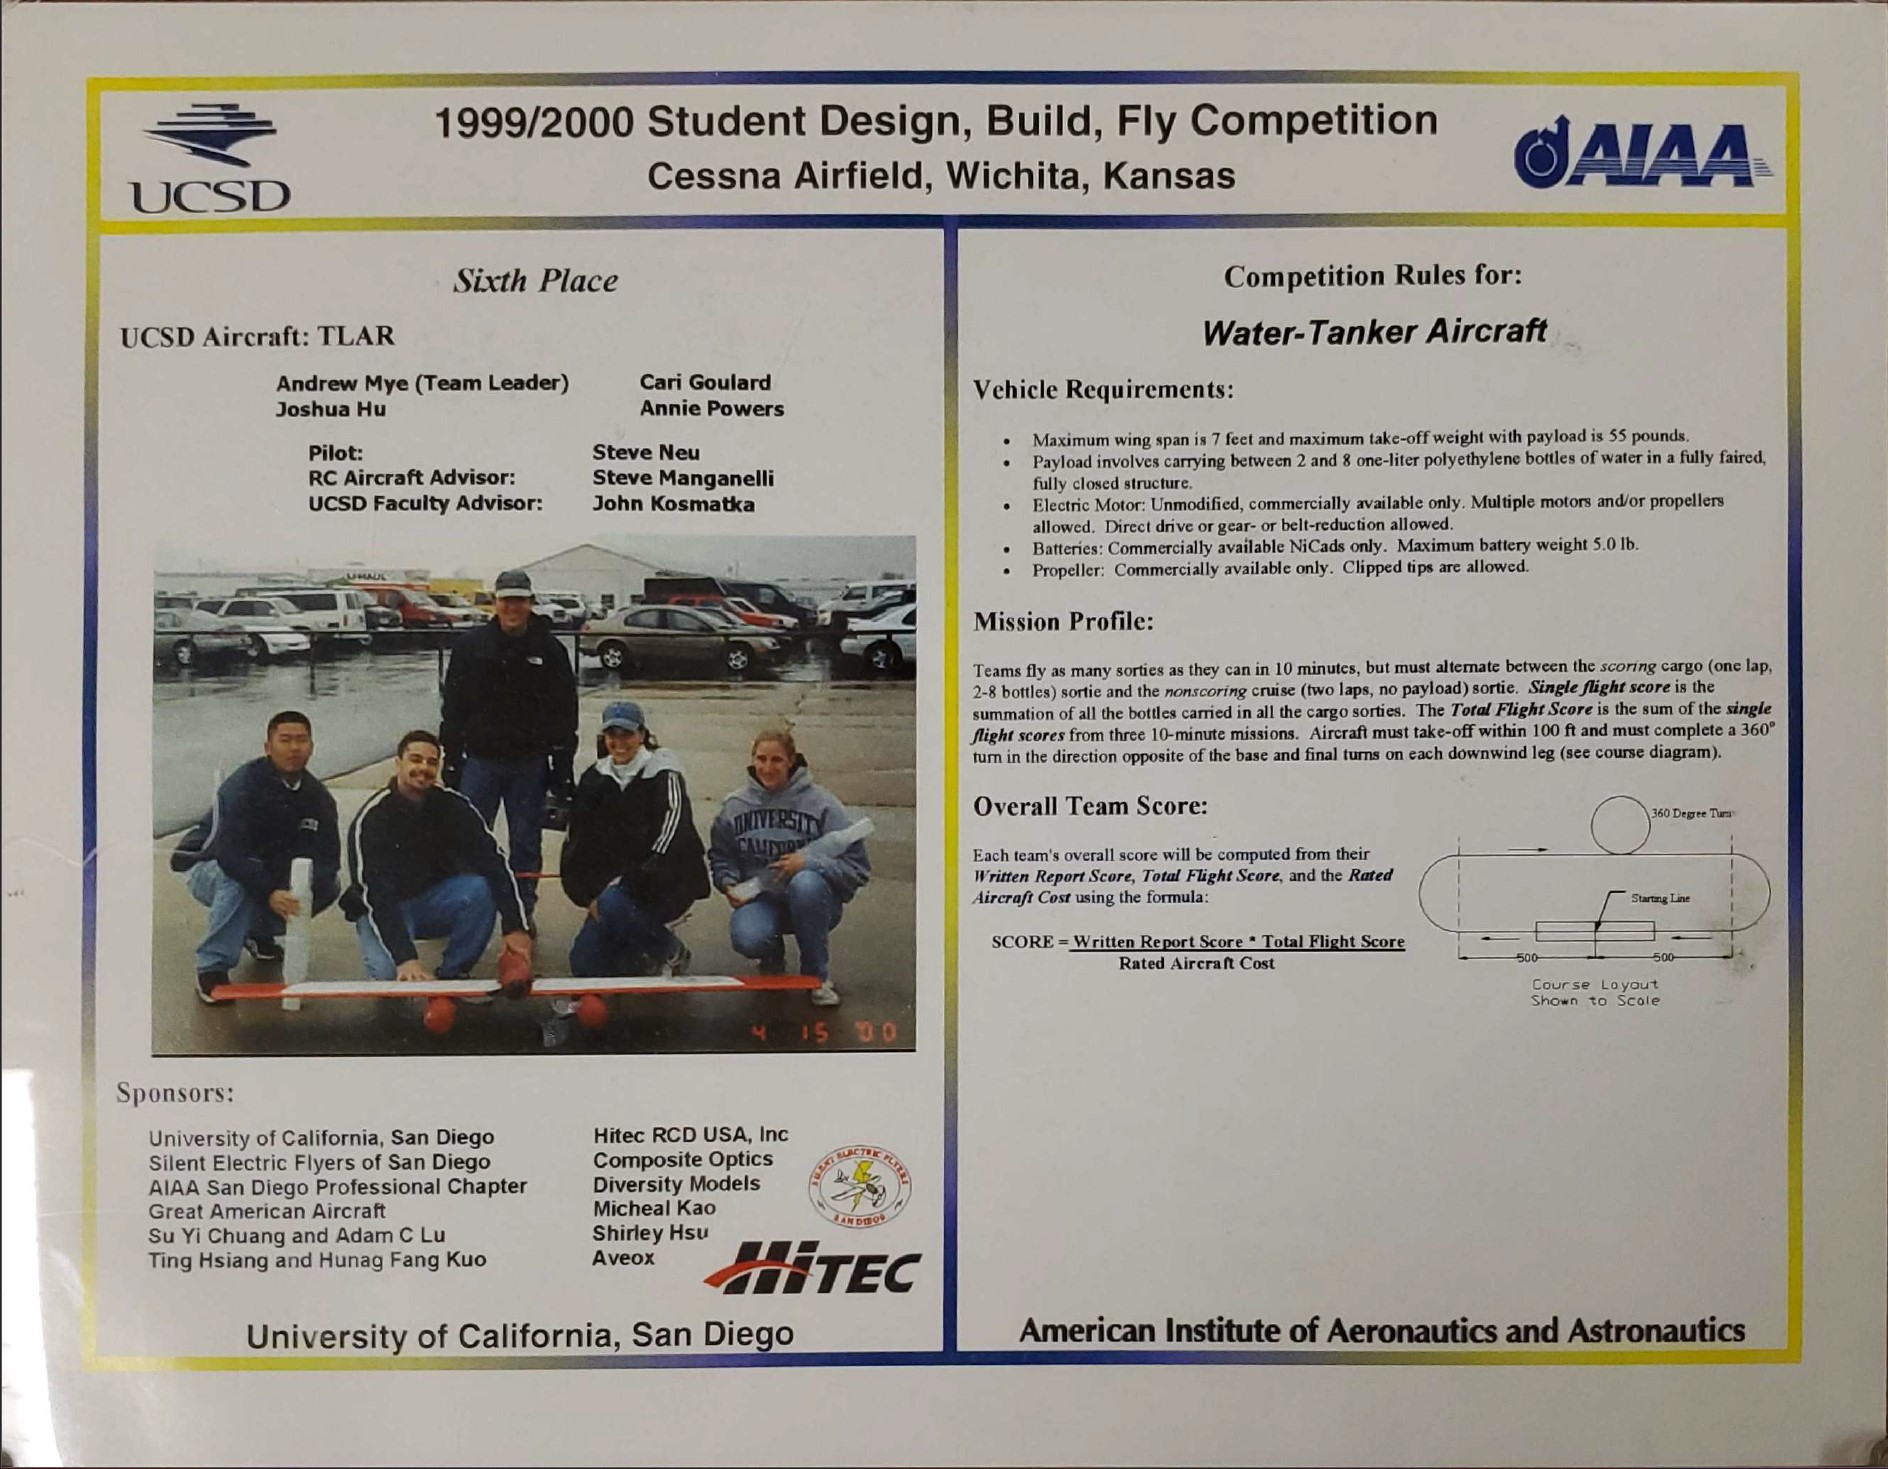 UCSD
1999/2000 Student Design, Build, Fly Competition
Cessna Airfield, Wichita, Kansas
AIAA
Sixth Place
UCSD Aircraft: TLAR
Andrew Mye (Team Leader) Cari Goulard
Joshua Hu Annie Powers
Pilot: Steve Neu
RC Aircraft Advisor: Steve Manganelli
UCSD Faculty Advisor: John Kosmatka
U-HAUL
UNIVERSITY
CALIFORNIA
4 15 '00
Sponsors:
University of California, San Diego Hitec RCD USA, Inc
Silent Electric Flyers of San Diego Composite Optics
AIAA San Diego Professional Chapter Diversity Models
Great American Aircraft Micheal Kao
Su Yi Chuang and Adam C Lu Shirley Hsu
Ting Hsiang and Hunag Fang Kuo Aveox
SILENT ELECTRIC FLYERS
SAN DIEGO
HiTEC
University of California, San Diego
Competition Rules for:
Water-Tanker Aircraft
Vehicle Requirements:
• Maximum wing span is 7 feet and maximum take-off weight with payload is 55 pounds.
• Payload involves carrying between 2 and 8 one-liter polyethylene bottles of water in a fully faired,
fully closed structure.
• Electric Motor: Unmodified, commercially available only. Multiple motors and/or propellers
allowed. Direct drive or gear- or belt-reduction allowed.
• Batteries: Commercially available NiCads only. Maximum battery weight 5.0 lb.
• Propeller: Commercially available only. Clipped tips are allowed.
Mission Profile:
Teams fly as many sorties as they can in 10 minutes, but must alternate between the scoring cargo (one lap,
2-8 bottles) sortie and the nonscoring cruise (two laps, no payload) sortie. Single flight score is the
summation of all the bottles carried in all the cargo sorties. The Total Flight Score is the sum of the single
flight scores from three 10-minute missions. Aircraft must take-off within 100 ft and must complete a 360°
turn in the direction opposite of the base and final turns on each downwind leg (see course diagram).
Overall Team Score:
Each team's overall score will be computed from their
Written Report Score, Total Flight Score, and the Rated
Aircraft Cost using the formula:
SCORE = Written Report Score * Total Flight Score
Rated Aircraft Cost
360 Degree Turn
Starting Line
500 500
Course Layout
Shown to Scale
American Institute of Aeronautics and Astronautics